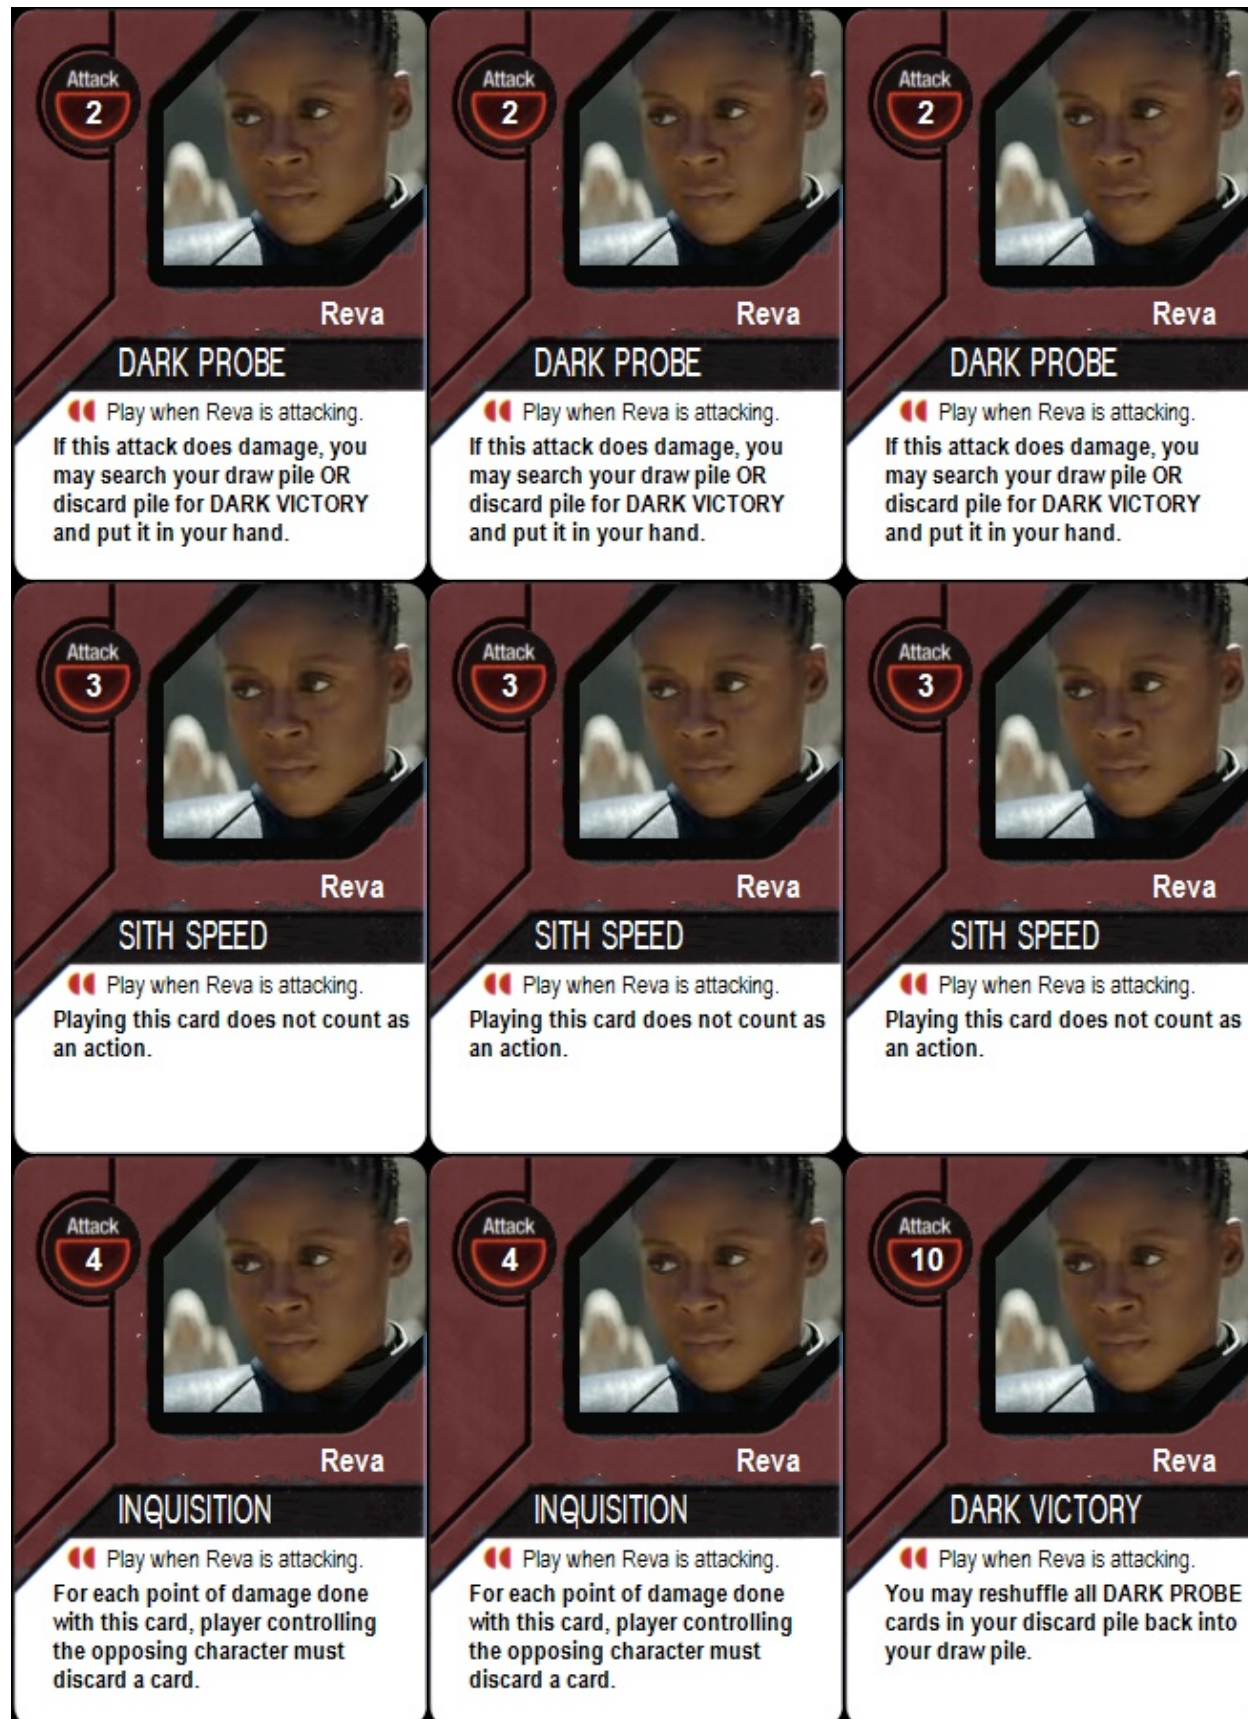 Attack
2
Reva
DARK PROBE
Play when Reva is attacking.
If this attack does damage, you
may search your draw pile OR
discard pile for DARK VICTORY
and put it in your hand.
Attack
2
Reva
DARK PROBE
Play when Reva is attacking.
If this attack does damage, you
may search your draw pile OR
discard pile for DARK VICTORY
and put it in your hand.
Attack
2
Reva
DARK PROBE
Play when Reva is attacking.
If this attack does damage, you
may search your draw pile OR
discard pile for DARK VICTORY
and put it in your hand.
Attack
3
Reva
SITH SPEED
Play when Reva is attacking.
Playing this card does not count as
an action.
Attack
3
Reva
SITH SPEED
Play when Reva is attacking.
Playing this card does not count as
an action.
Attack
3
Reva
SITH SPEED
Play when Reva is attacking.
Playing this card does not count as
an action.
Attack
4
Reva
INQUISITION
Play when Reva is attacking.
For each point of damage done
with this card, player controlling
the opposing character must
discard a card.
Attack
4
Reva
INQUISITION
Play when Reva is attacking.
For each point of damage done
with this card, player controlling
the opposing character must
discard a card.
Attack
10
Reva
DARK VICTORY
Play when Reva is attacking.
You may reshuffle all DARK PROBE
cards in your discard pile back into
your draw pile.